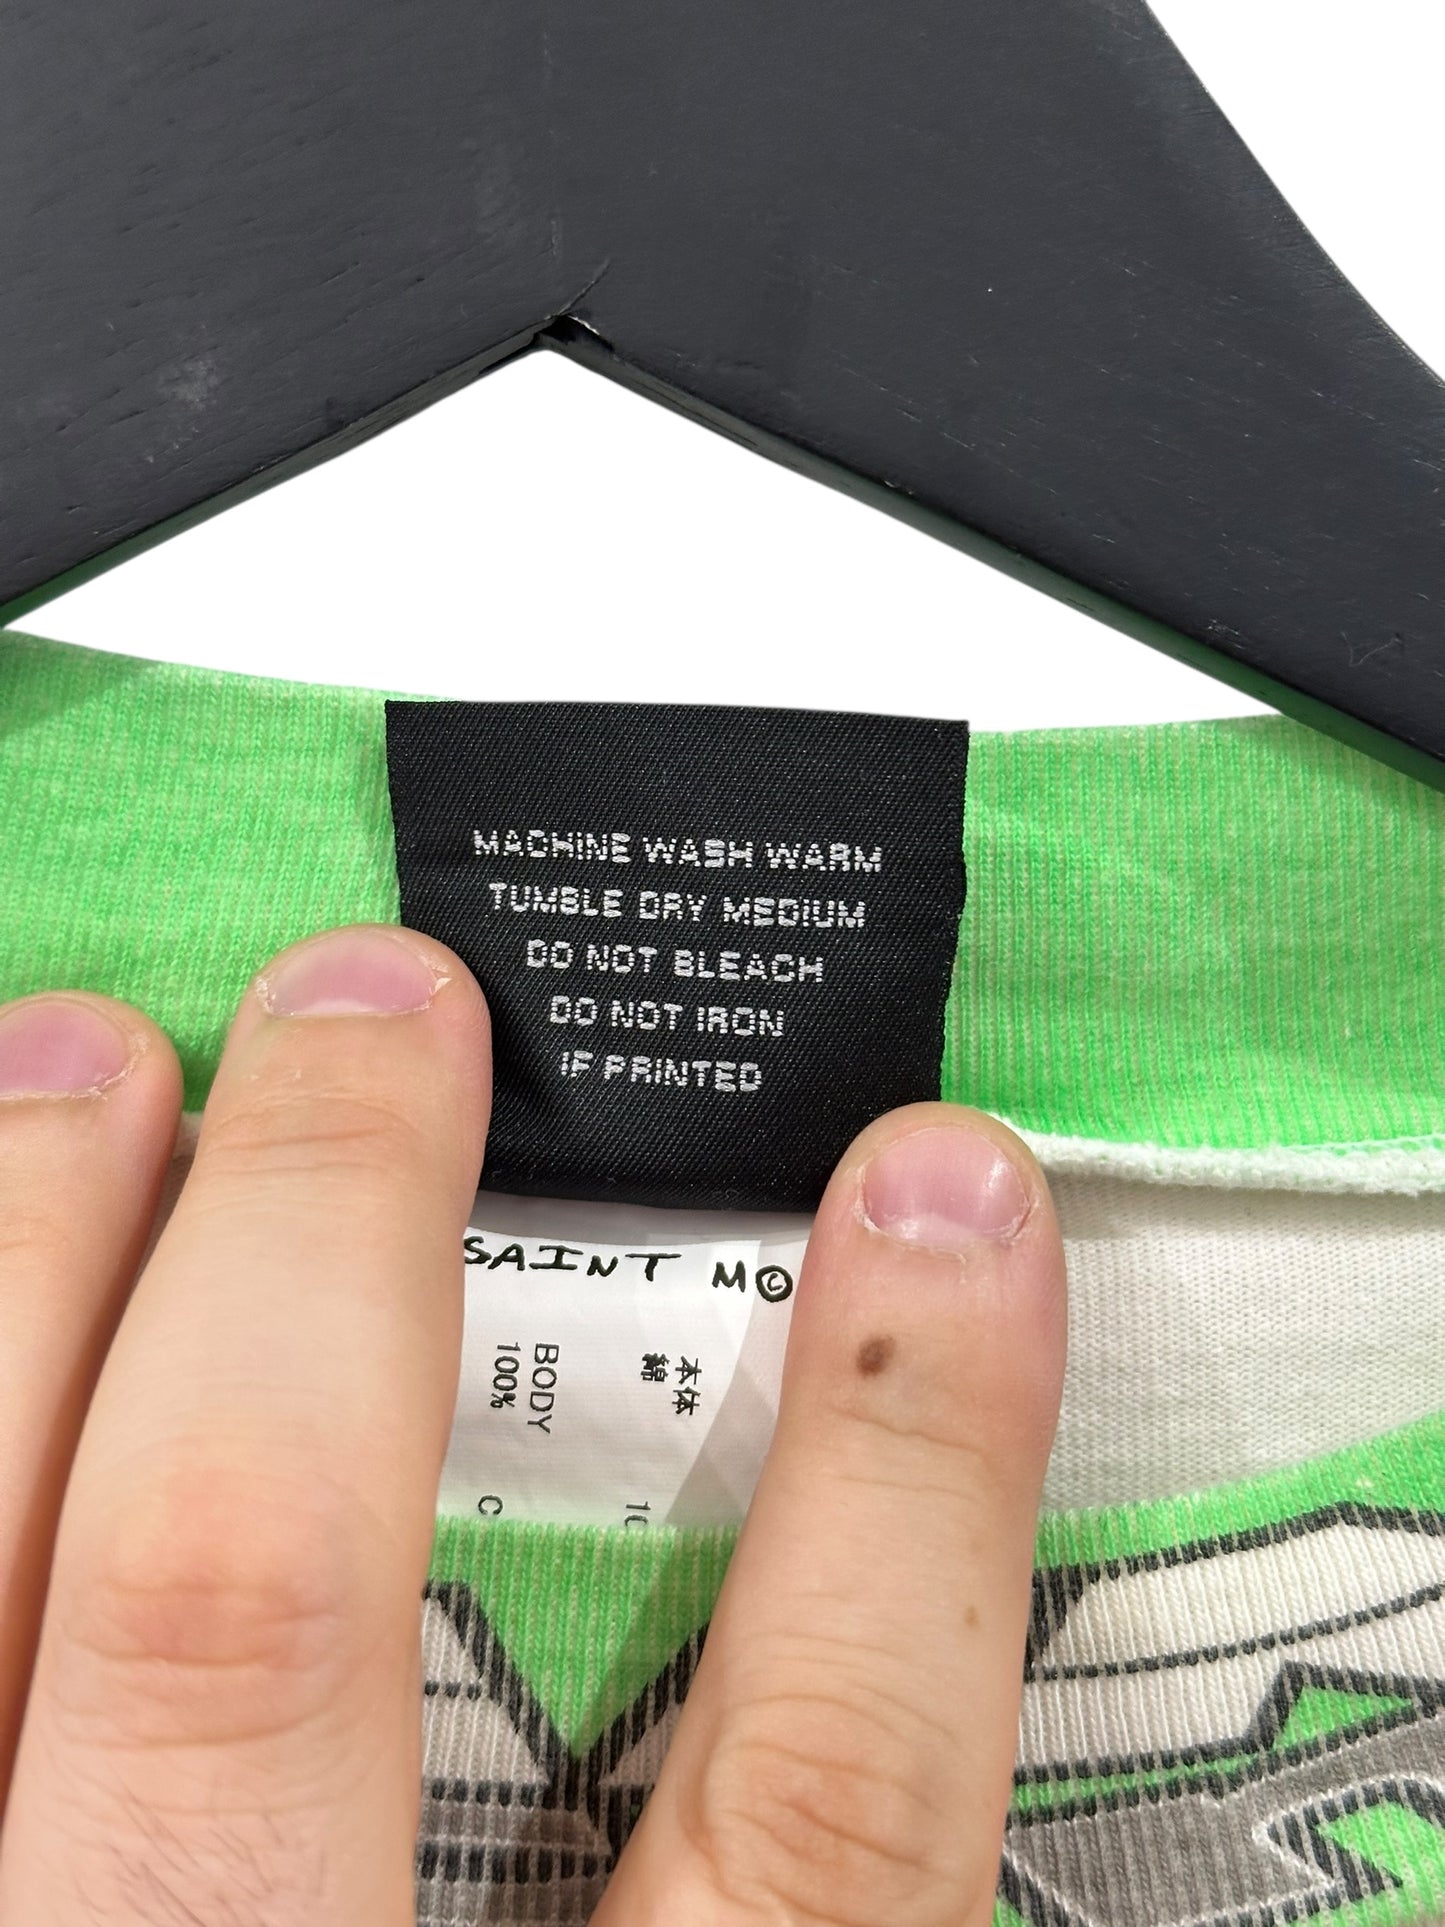 MACHINE WASH WARM
TUMBLE DRY MEDIUM
DO NOT BLEACH
DO NOT IRON
IF PRINTED
SAINT M©
本体
綿
BODY
100%